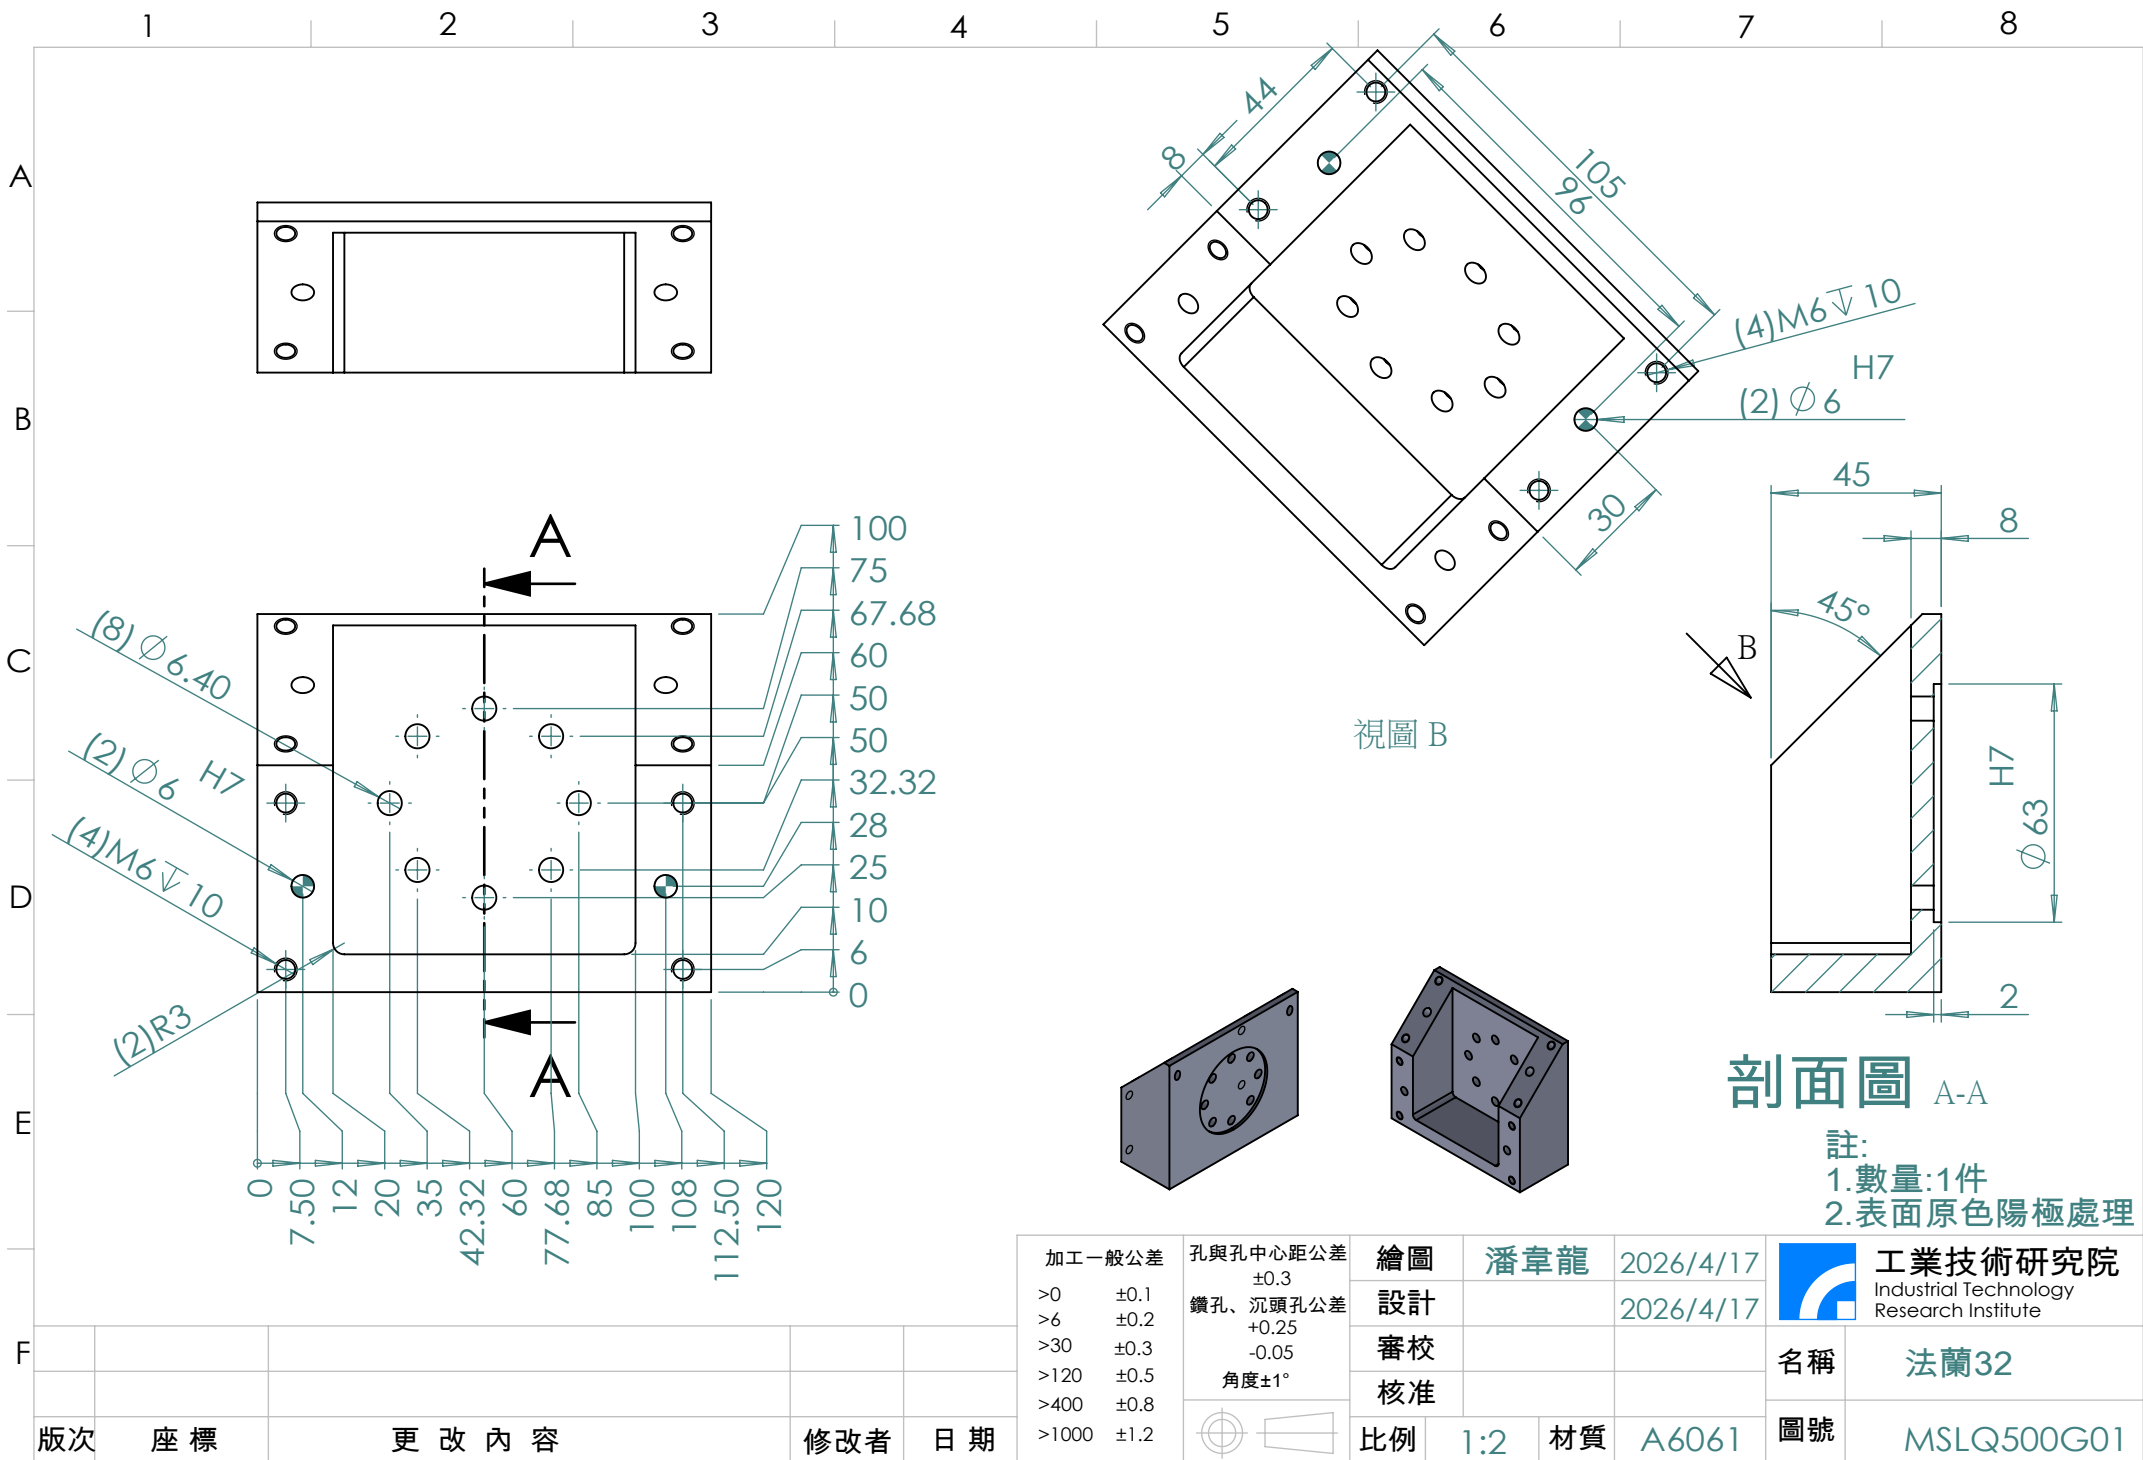 1 2 3 4 5 6 7 8
A
B
C
D
E
F
44
8
105
96
(4)M6↧10
H7
(2)∅6
30
45
8
45°
B
H7
∅63
2
視圖 B
A
A
100
75
67.68
60
50
50
32.32
28
25
10
6
0
(8)∅6.40
(2)∅6 H7
(4)M6↧10
(2)R3
0 7.50 12 20 35 42.32 60 77.68 85 100 108 112.50 120
剖面圖 A-A
註:
1.數量:1件
2.表面原色陽極處理
加工一般公差
>0 ±0.1
>6 ±0.2
>30 ±0.3
>120 ±0.5
>400 ±0.8
>1000 ±1.2
孔與孔中心距公差
±0.3
鑽孔、沉頭孔公差
+0.25
-0.05
角度±1°
繪圖 潘韋龍 2026/4/17
設計 2026/4/17
審校
核准
比例 1:2 材質 A6061
工業技術研究院
Industrial Technology
Research Institute
名稱 法蘭32
圖號 MSLQ500G01
版次 座標 更改內容 修改者 日期